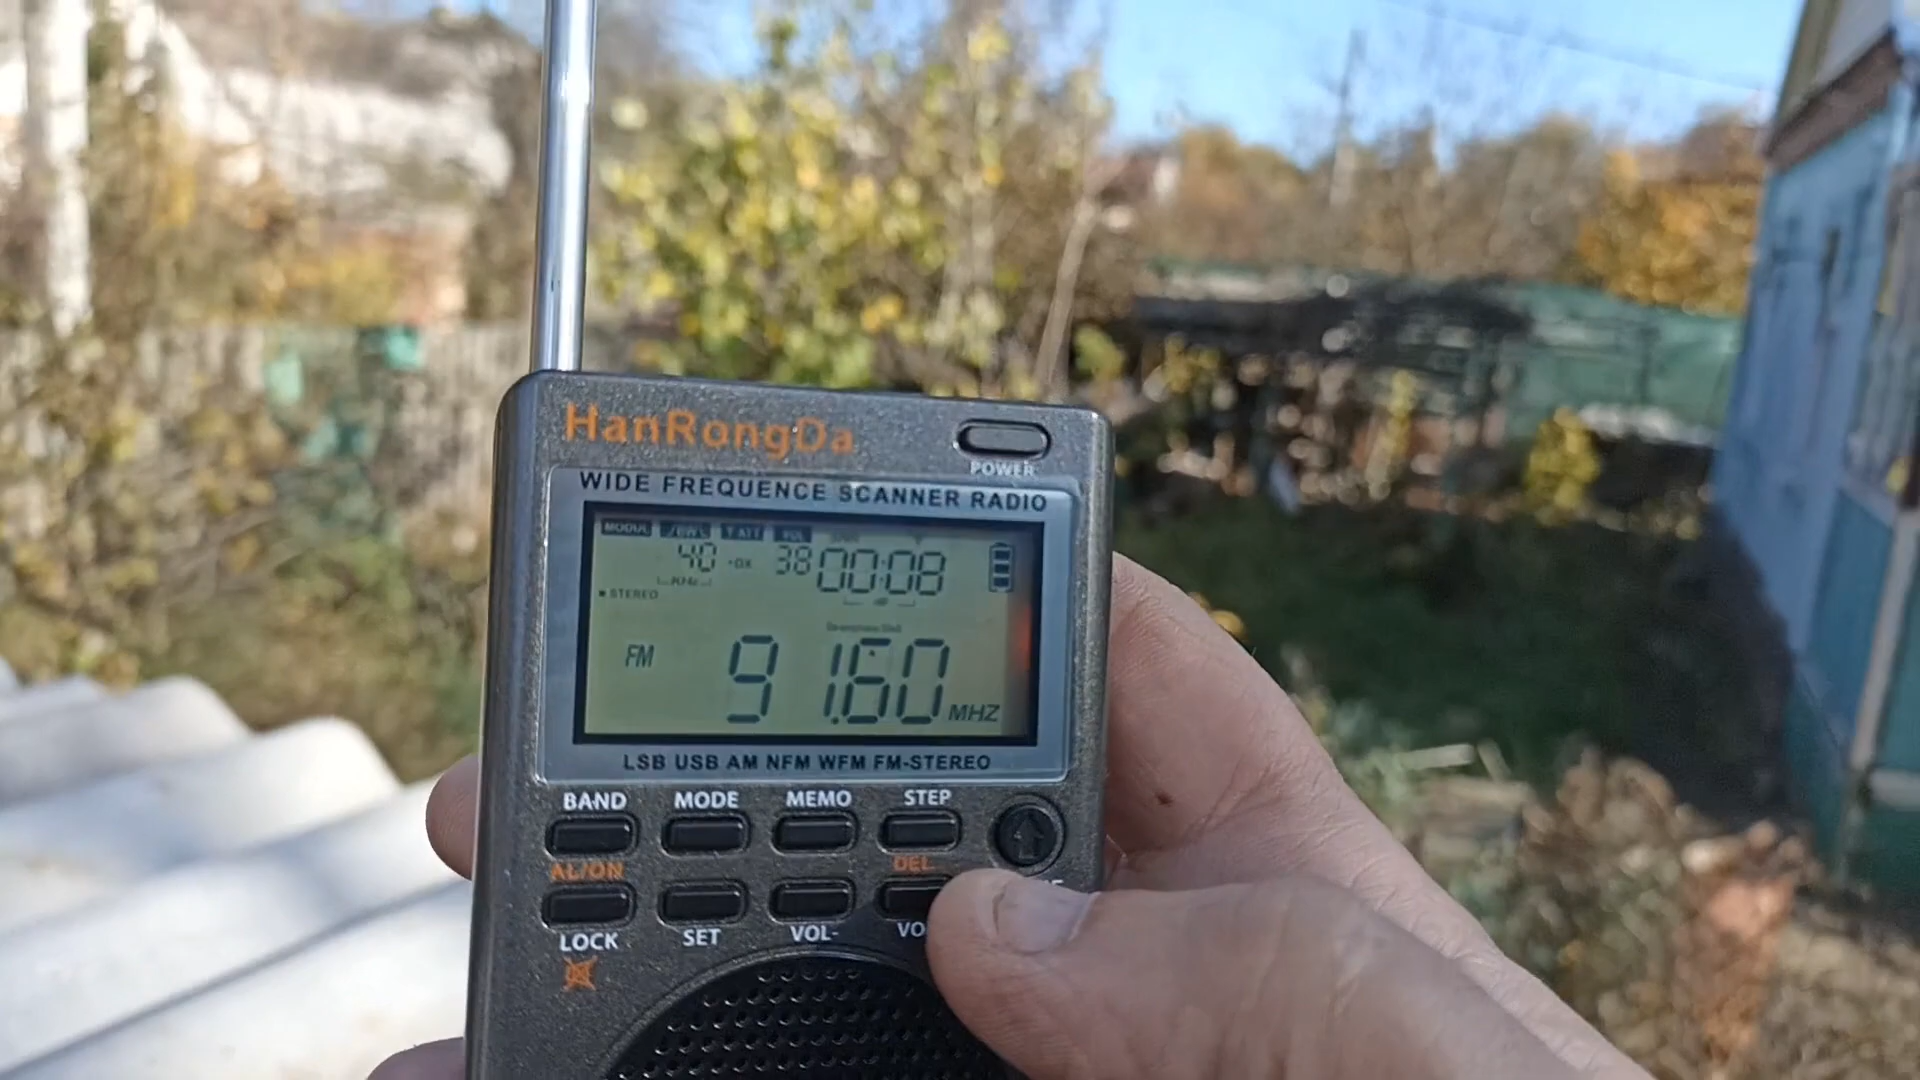 HanRongDa
POWER
WIDE FREQUENCE SCANNER RADIO
40 DX 38 00:08
STEREO
FM 91.60 MHZ
LSB USB AM NFM WFM FM-STEREO
BAND MODE MEMO STEP
AL/ON DEL
LOCK SET VOL-